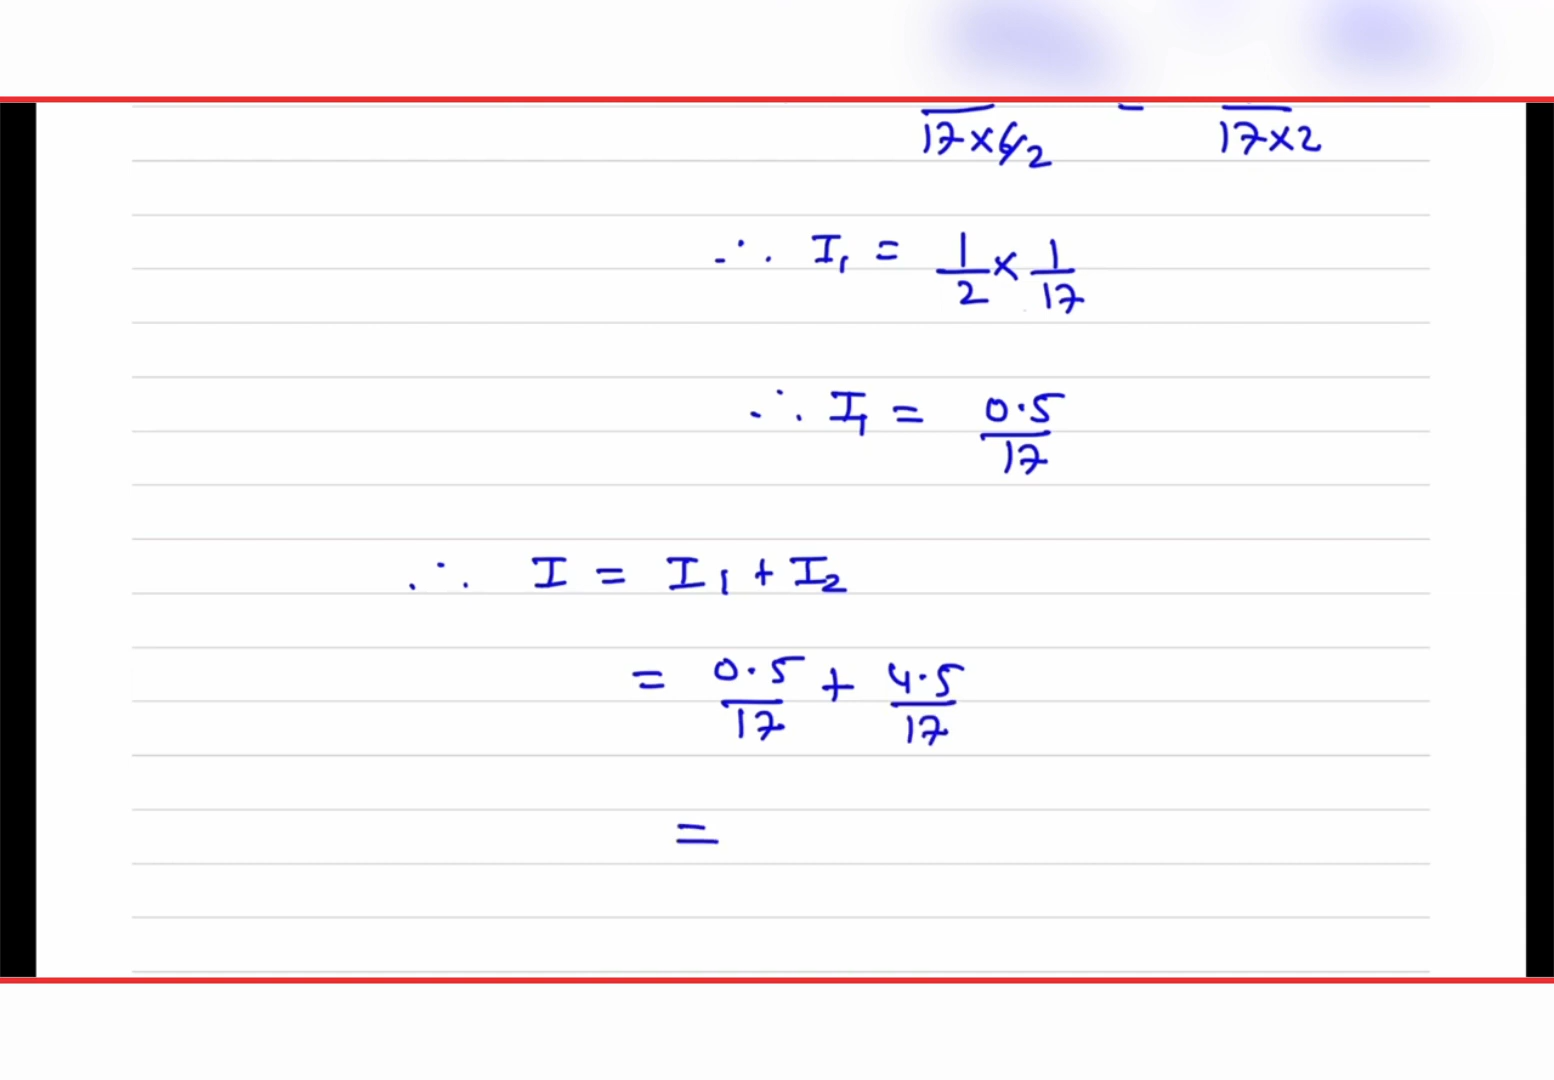 17×6/2 = 17×2
∴ I₁ = 1/2 × 1/17
∴ I₁ = 0.5/17
∴ I = I₁ + I₂
= 0.5/17 + 4.5/17
=